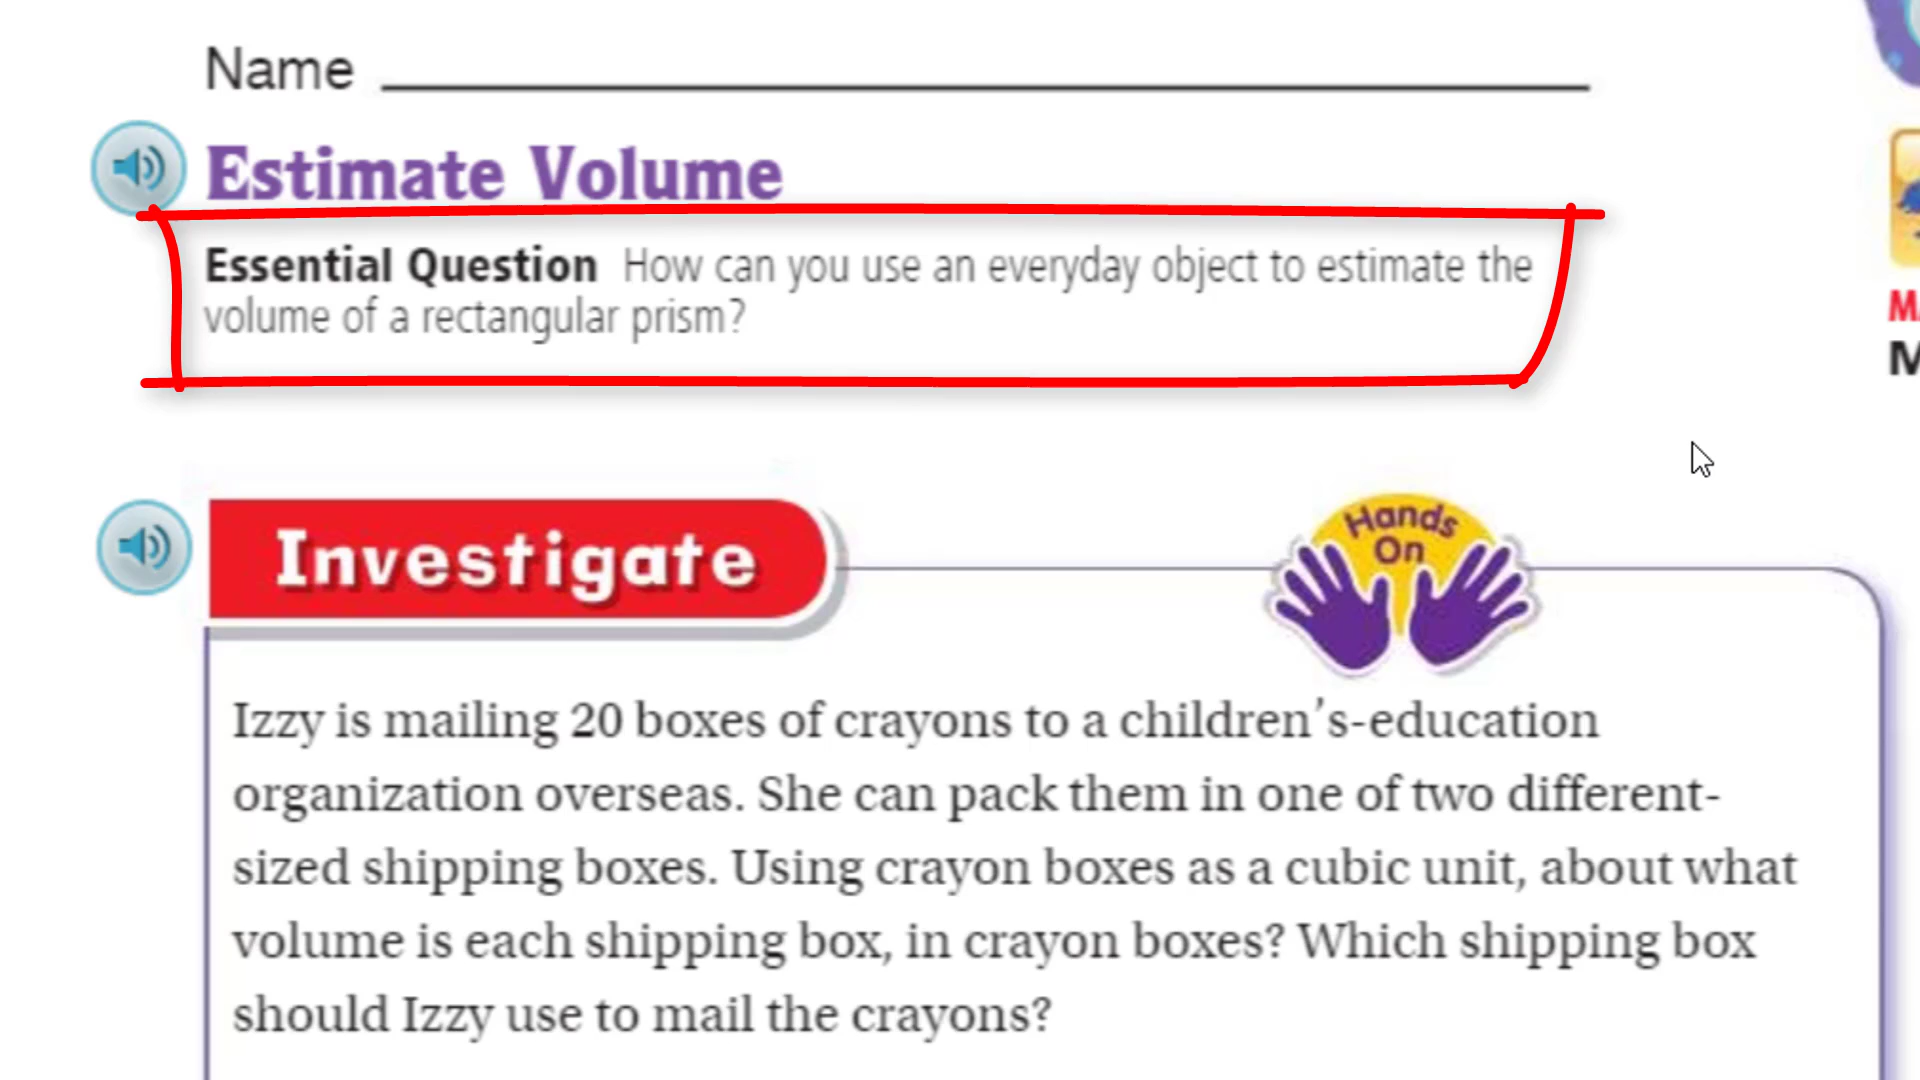 Name
Estimate Volume
Essential Question How can you use an everyday object to estimate the
volume of a rectangular prism?
Investigate
Hands
On
Izzy is mailing 20 boxes of crayons to a children's-education
organization overseas. She can pack them in one of two different-
sized shipping boxes. Using crayon boxes as a cubic unit, about what
volume is each shipping box, in crayon boxes? Which shipping box
should Izzy use to mail the crayons?